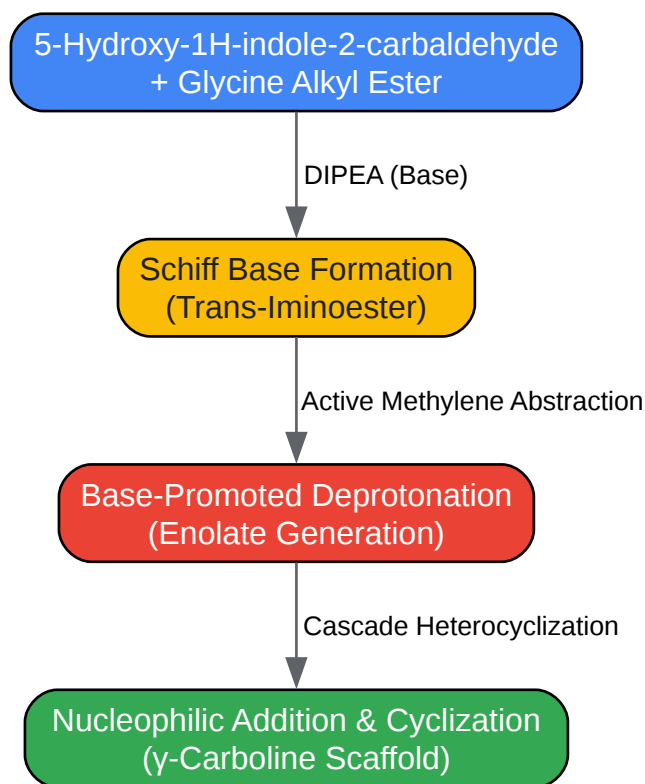 5-Hydroxy-1H-indole-2-carbaldehyde
+ Glycine Alkyl Ester
DIPEA (Base)
Schiff Base Formation
(Trans-Iminoester)
Active Methylene Abstraction
Base-Promoted Deprotonation
(Enolate Generation)
Cascade Heterocyclization
Nucleophilic Addition & Cyclization
(γ-Carboline Scaffold)